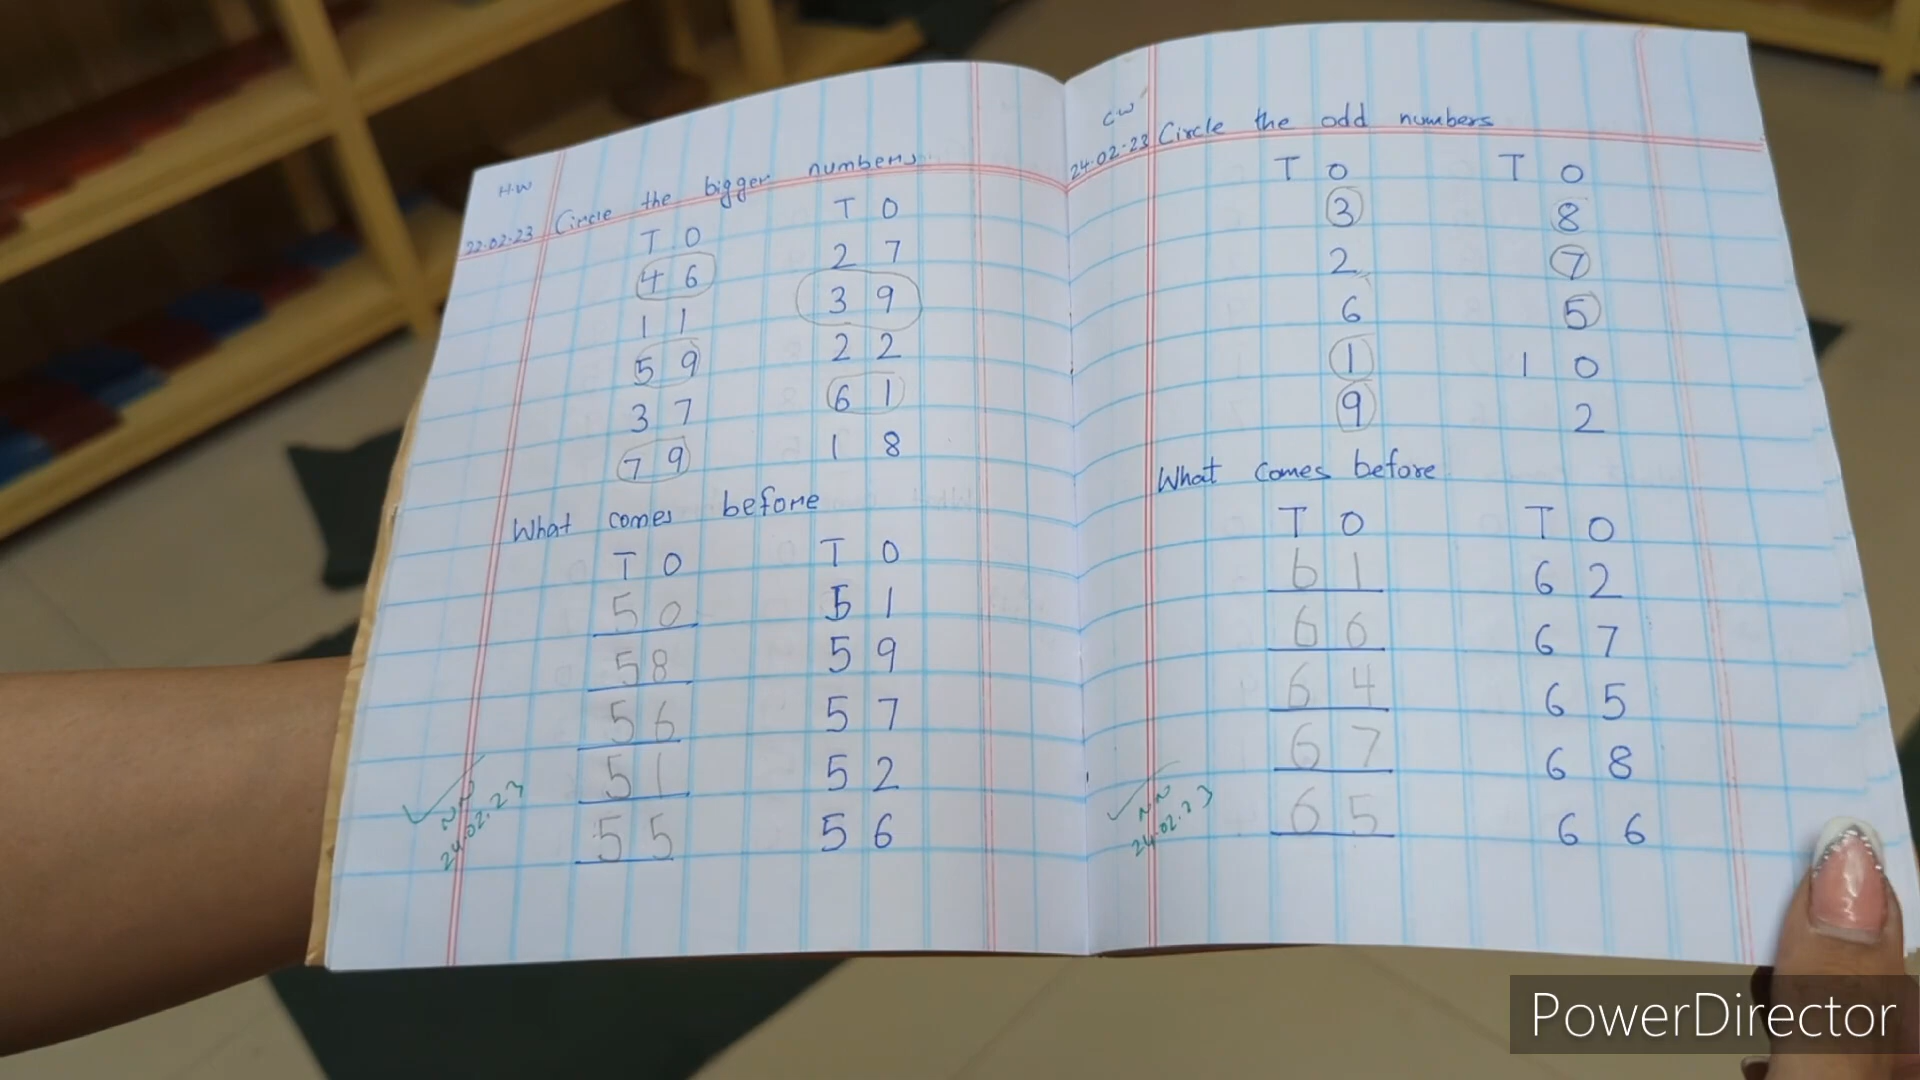 H.W
22.02.23 Circle the bigger numbers
T O T O
4 6 2 7
1 1 3 9
5 9 2 2
3 7 6 1
7 9 1 8
What comes before
T O T O
5 0 5 1
5 8 5 9
5 6 5 7
5 1 5 2
5 5 5 6
24.02.23
CW
24.02.23 Circle the odd numbers
T O T O
3 8
2 7
6 5
1 1 0
9 2
What comes before
T O T O
6 1 6 2
6 6 6 7
6 4 6 5
6 7 6 8
6 5 6 6
24.02.23
PowerDirector